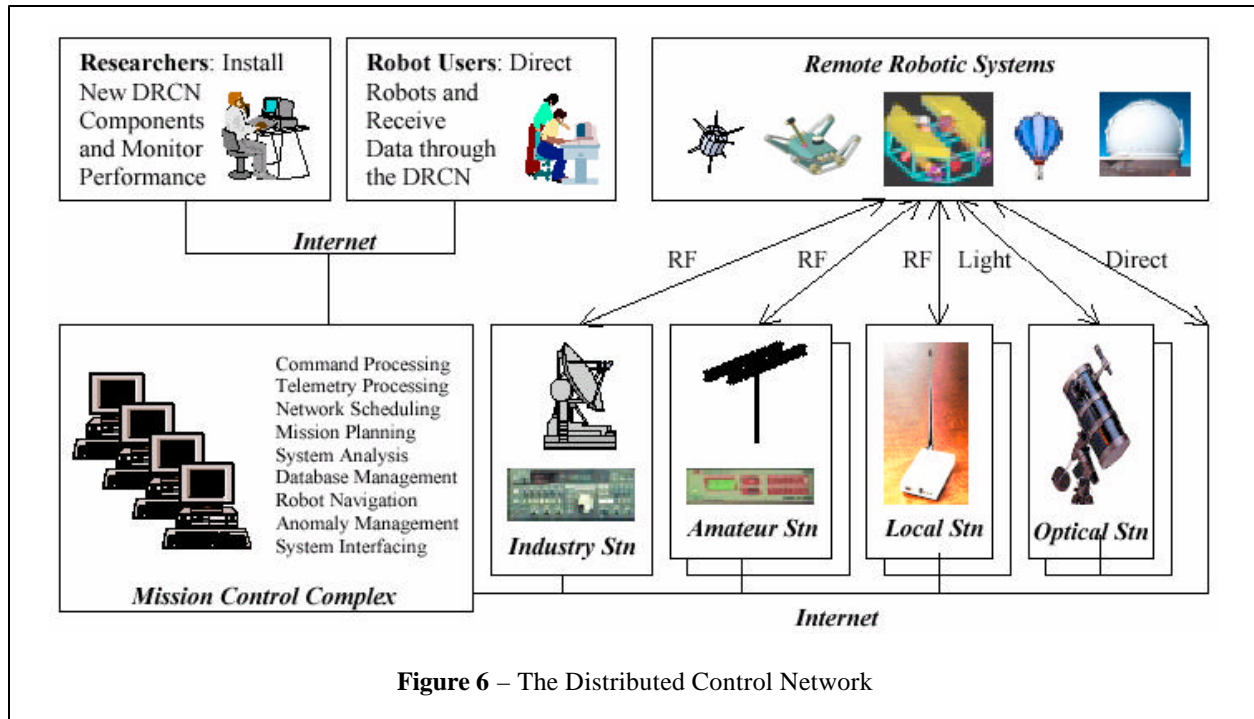 Researchers: Install
New DRCN
Components
and Monitor
Performance
Robot Users: Direct
Robots and
Receive
Data through
the DRCN
Remote Robotic Systems
Internet
RF
RF
RF
Light
Direct
Command Processing
Telemetry Processing
Network Scheduling
Mission Planning
System Analysis
Database Management
Robot Navigation
Anomaly Management
System Interfacing
Mission Control Complex
Industry Stn
Amateur Stn
Local Stn
Optical Stn
Internet
Figure 6 – The Distributed Control Network